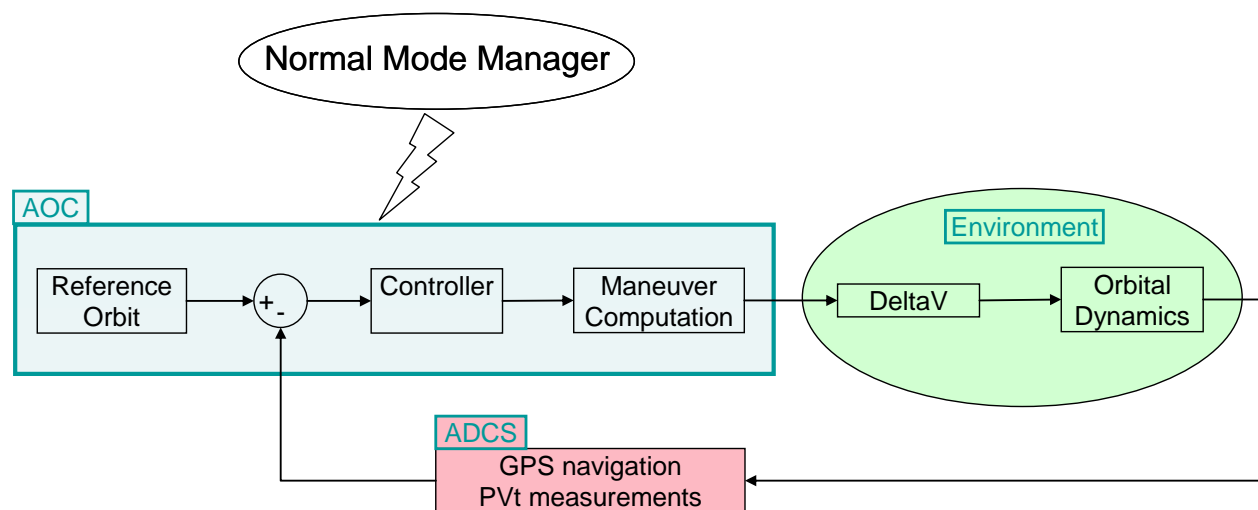 Normal Mode Manager
AOC
Environment
Reference
Orbit
+
-
Controller
Maneuver
Computation
DeltaV
Orbital
Dynamics
ADCS
GPS navigation
PVt measurements